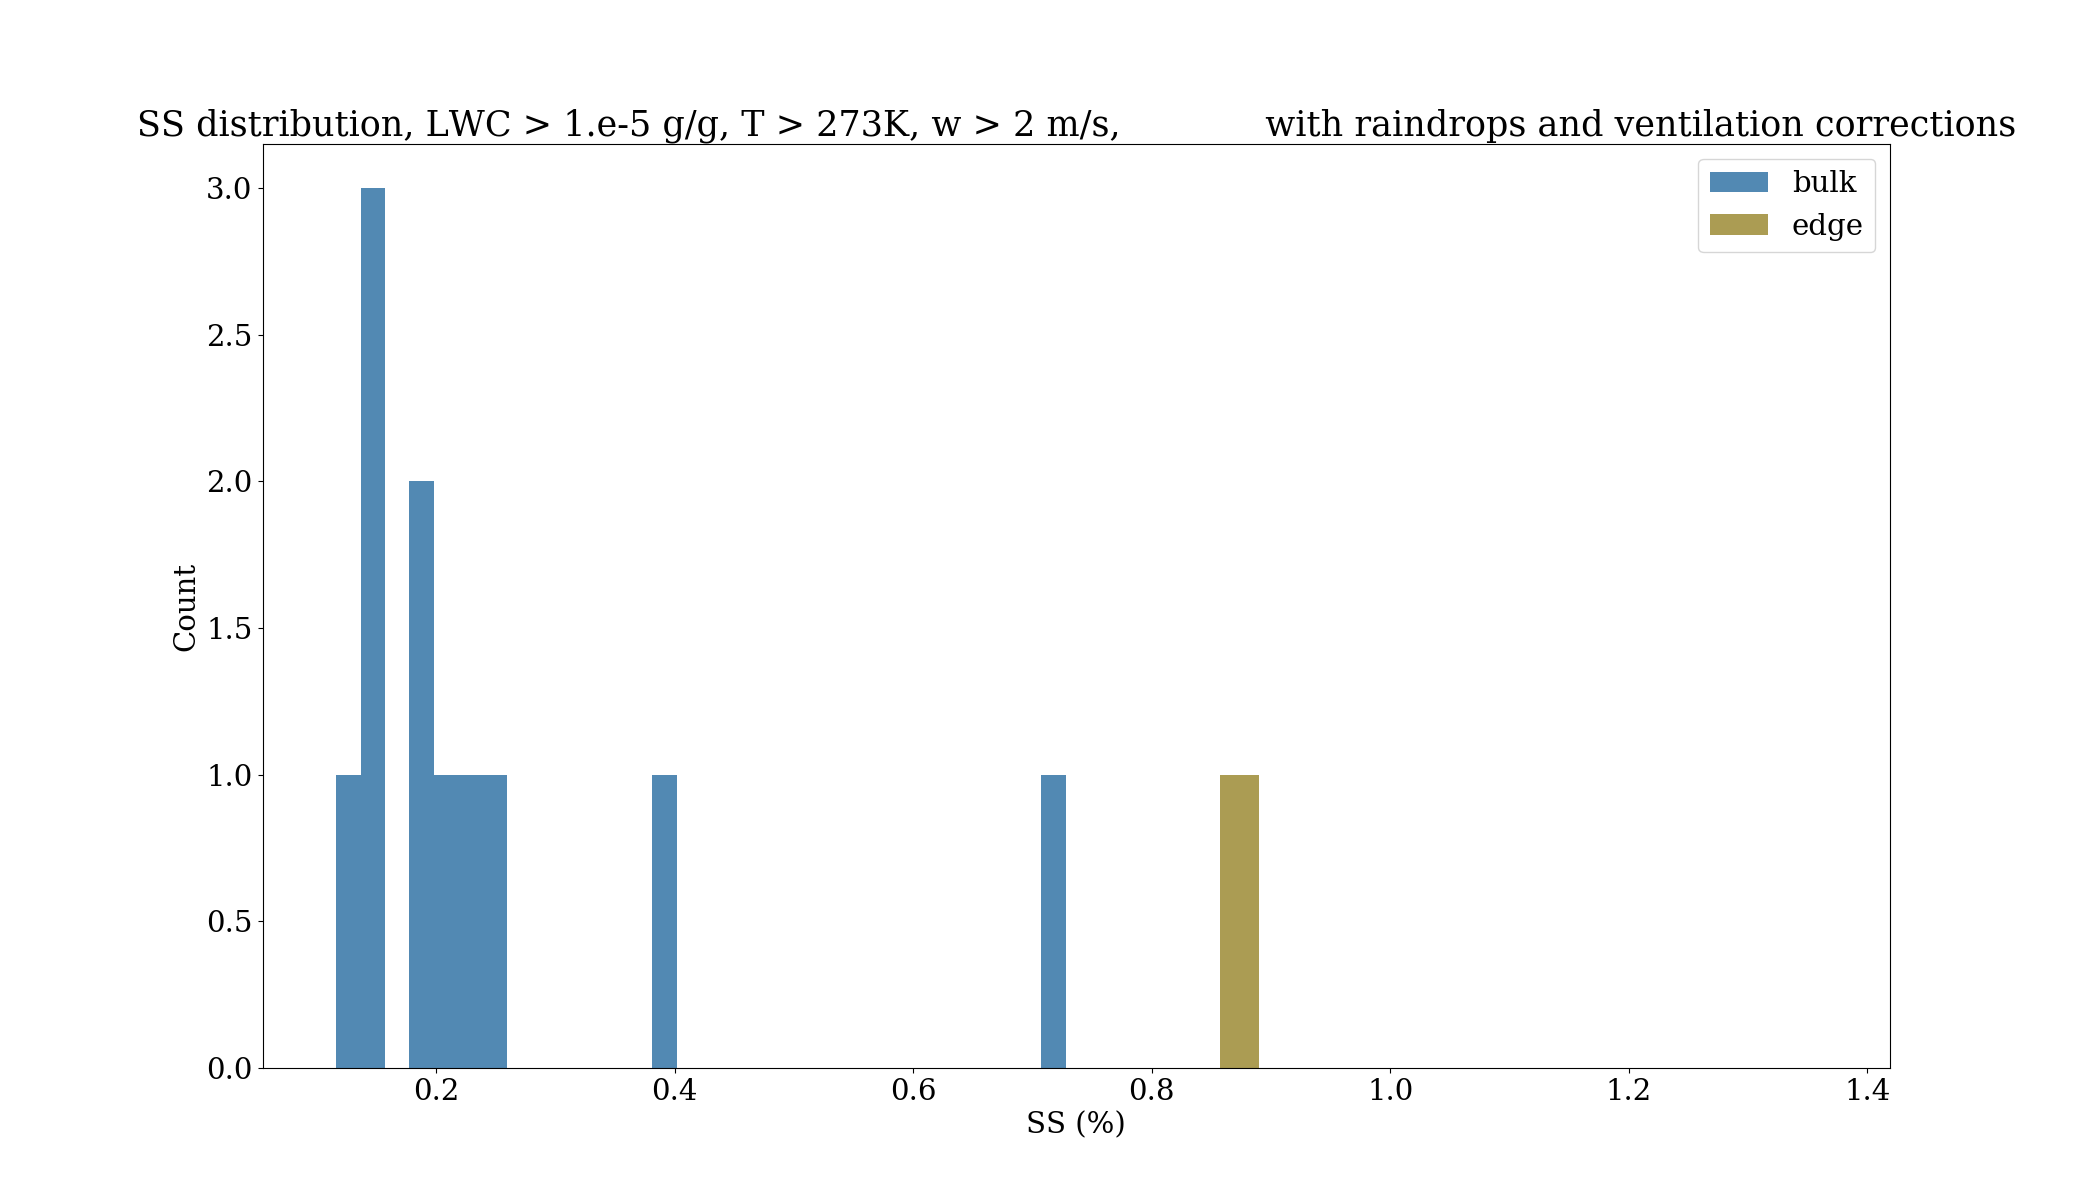 SS distribution, LWC > 1.e-5 g/g, T > 273K, w > 2 m/s, with raindrops and ventilation corrections
bulk
edge
3.0
2.5
2.0
1.5
1.0
0.5
0.0
Count
0.2 0.4 0.6 0.8 1.0 1.2 1.4
SS (%)